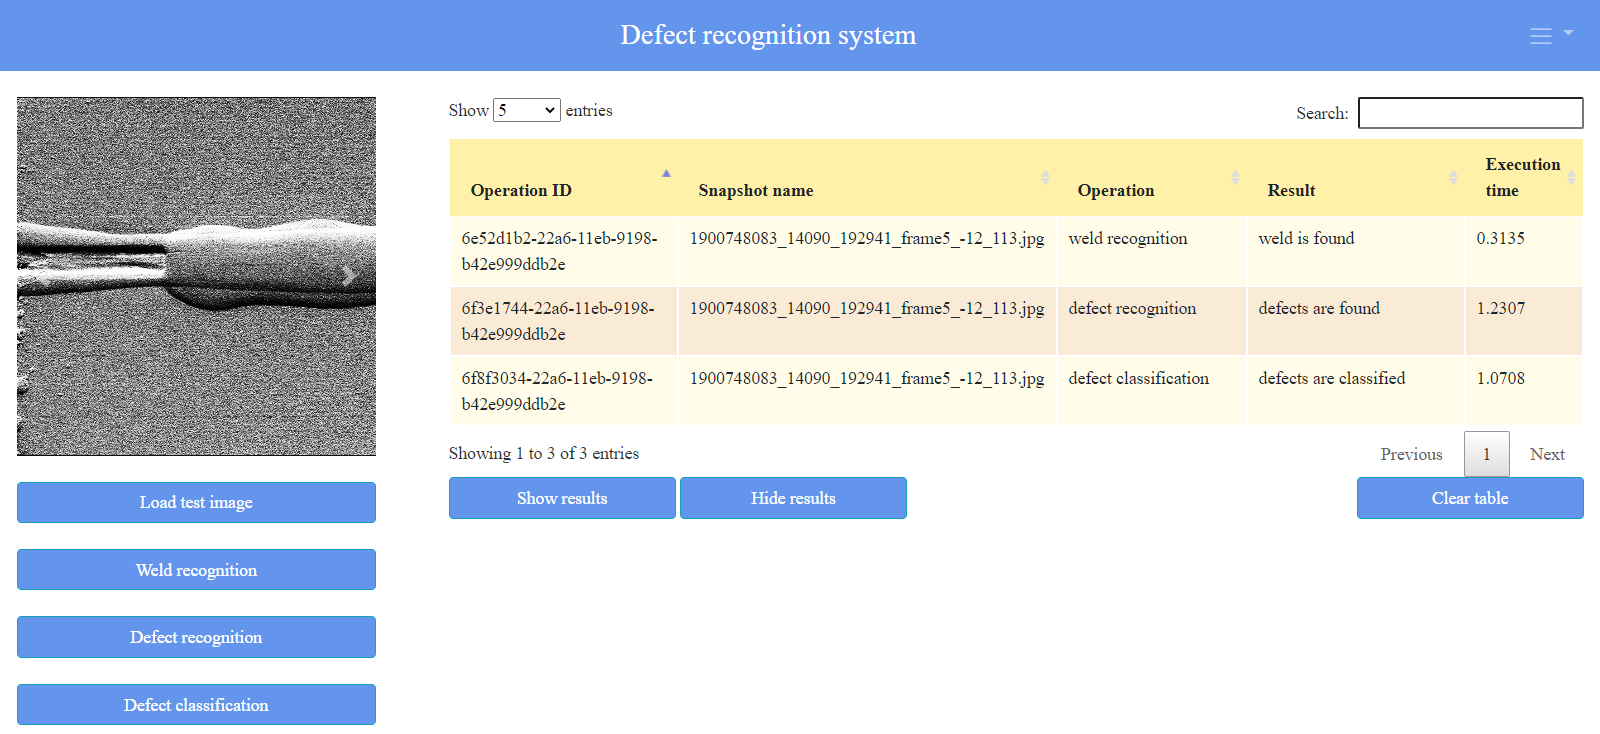 Defect recognition system
Show 5 entries
Search:
Operation ID Snapshot name Operation Result Execution time
6e52d1b2-22a6-11eb-9198-b42e999ddb2e 1900748083_14090_192941_frame5_-12_113.jpg weld recognition weld is found 0.3135
6f3e1744-22a6-11eb-9198-b42e999ddb2e 1900748083_14090_192941_frame5_-12_113.jpg defect recognition defects are found 1.2307
6f8f3034-22a6-11eb-9198-b42e999ddb2e 1900748083_14090_192941_frame5_-12_113.jpg defect classification defects are classified 1.0708
Showing 1 to 3 of 3 entries
Previous 1 Next
Show results Hide results Clear table
Load test image
Weld recognition
Defect recognition
Defect classification